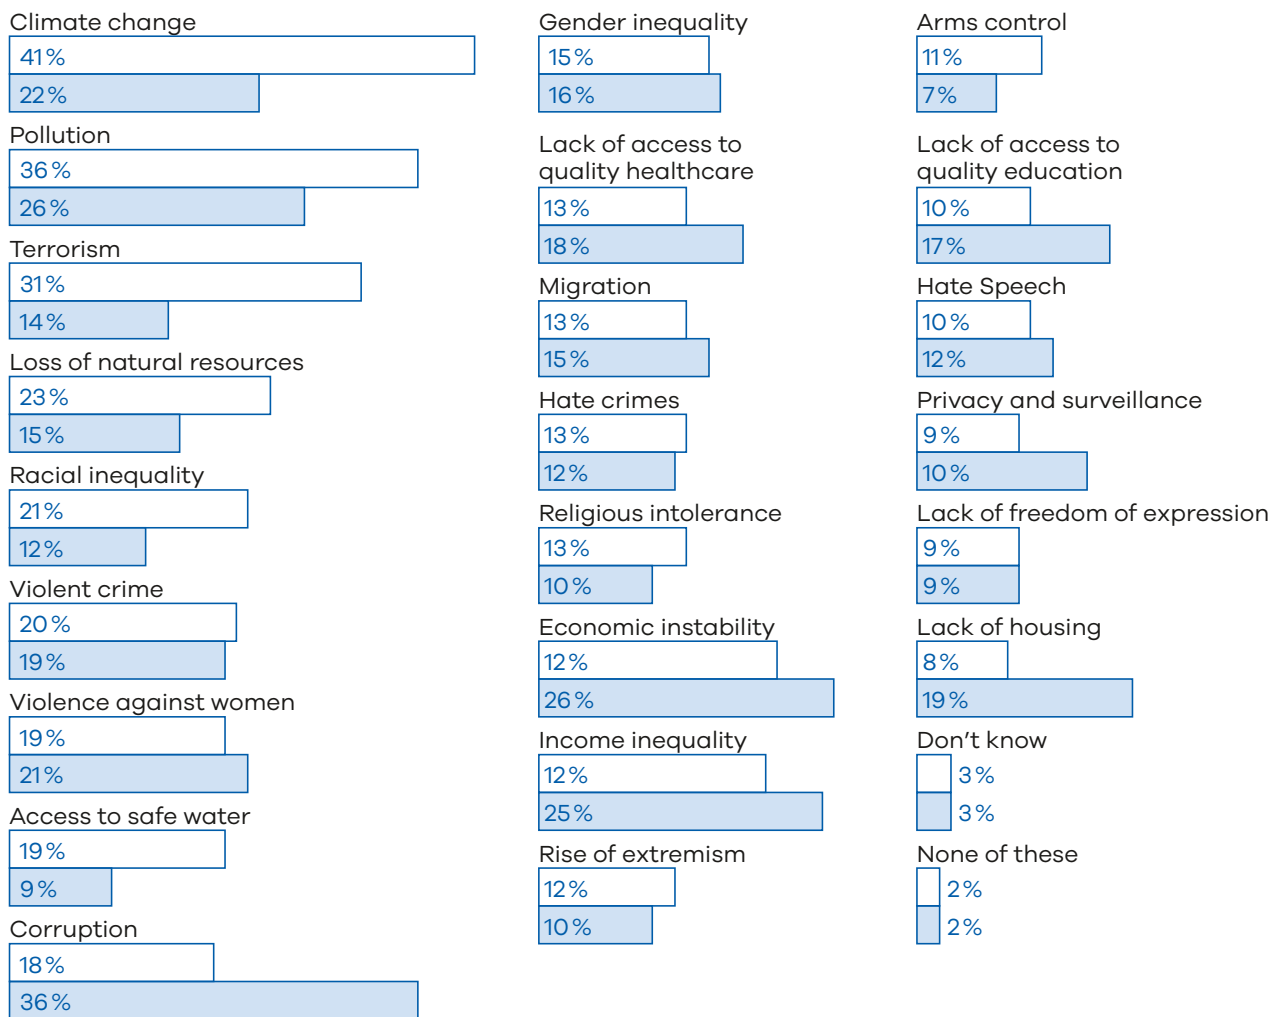 Climate change
41 %
22 %
Pollution
36 %
26 %
Terrorism
31 %
14 %
Loss of natural resources
23 %
15 %
Racial inequality
21 %
12 %
Violent crime
20 %
19 %
Violence against women
19 %
21 %
Access to safe water
19 %
9 %
Corruption
18 %
36 %
Gender inequality
15 %
16 %
Lack of access to
quality healthcare
13 %
18 %
Migration
13 %
15 %
Hate crimes
13 %
12 %
Religious intolerance
13 %
10 %
Economic instability
12 %
26 %
Income inequality
12 %
25 %
Rise of extremism
12 %
10 %
Arms control
11 %
7 %
Lack of access to
quality education
10 %
17 %
Hate Speech
10 %
12 %
Privacy and surveillance
9 %
10 %
Lack of freedom of expression
9 %
9 %
Lack of housing
8 %
19 %
Don't know
3 %
3 %
None of these
2 %
2 %